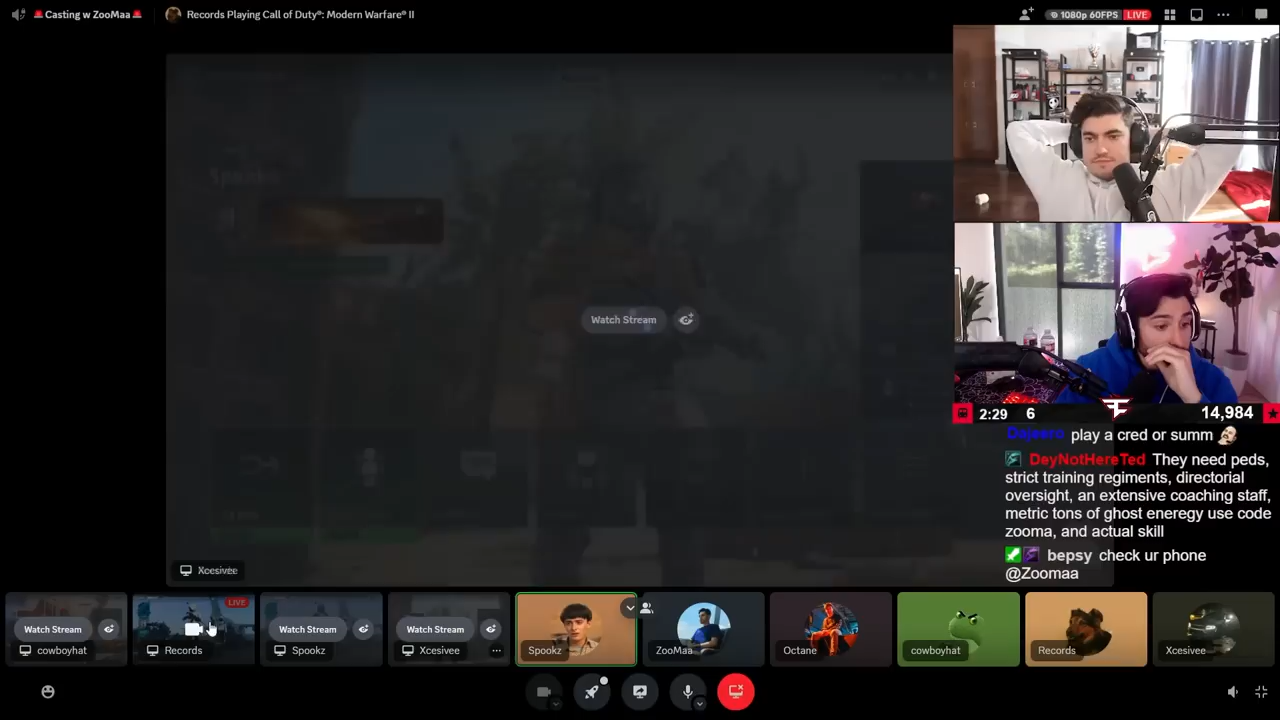 🚨Casting w ZooMaa🚨
Records Playing Call of Duty®: Modern Warfare® II
1080p 60FPS
LIVE
Watch Stream
Xcesivee
2:29
6
14,984
play a cred or summ
DeyNotHereTed They need peds,
strict training regiments, directorial
oversight, an extensive coaching staff,
metric tons of ghost eneregy use code
zooma, and actual skill
bepsy check ur phone
@Zoomaa
Watch Stream
cowboyhat
LIVE
Records
Watch Stream
Spookz
Watch Stream
Xcesivee
Spookz
ZooMaa
Octane
cowboyhat
Records
Xcesivee